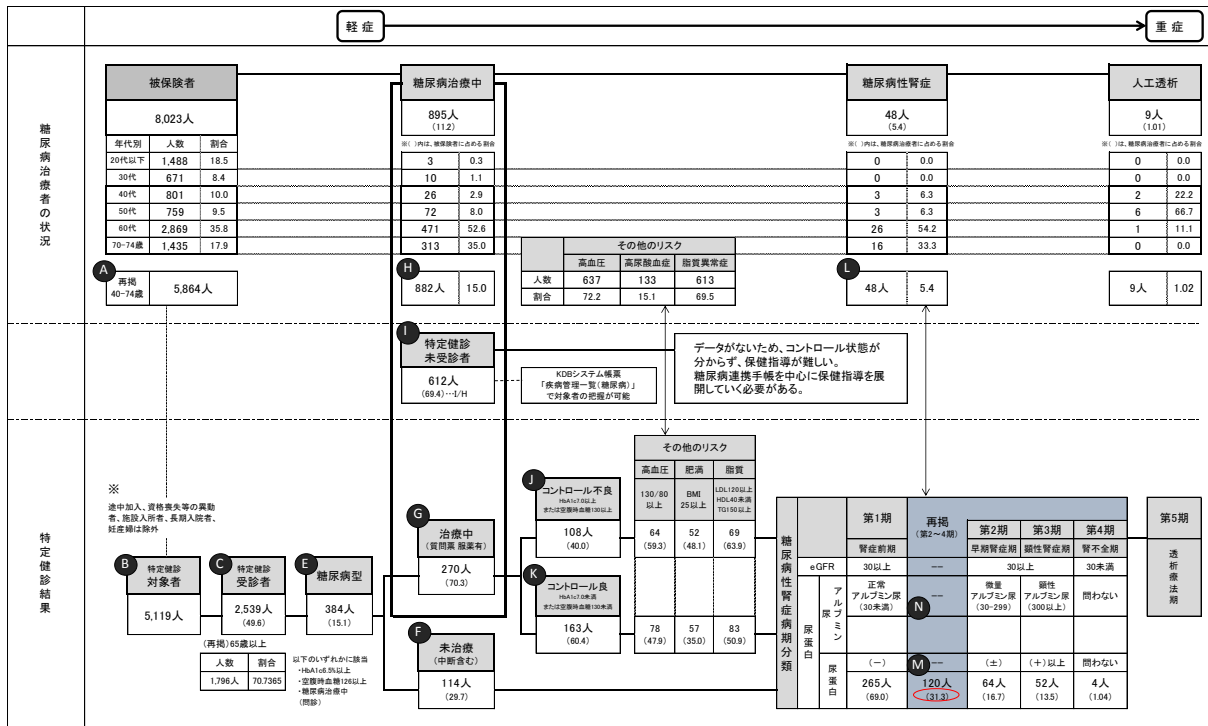 軽症
重症
糖尿病治療者の状況
被保険者
8,023人
年代別 人数 割合
20代以下 1,488 18.5
30代 671 8.4
40代 801 10.0
50代 759 9.5
60代 2,869 35.8
70-74歳 1,435 17.9
A
再掲
40-74歳
5,864人
糖尿病治療中
895人
(11.2)
※( )内は、被保険者に占める割合
3 0.3
10 1.1
26 2.9
72 8.0
471 52.6
313 35.0
H
882人 15.0
その他のリスク
高血圧 高尿酸血症 脂質異常症
人数 637 133 613
割合 72.2 15.1 69.5
糖尿病性腎症
48人
(5.4)
※( )内は、糖尿病治療者に占める割合
0 0.0
0 0.0
3 6.3
3 6.3
26 54.2
16 33.3
L
48人 5.4
人工透析
9人
(1.01)
※( )は、糖尿病治療者に占める割合
0 0.0
0 0.0
2 22.2
6 66.7
1 11.1
0 0.0
9人 1.02
I
特定健診
未受診者
612人
(69.4)…I/H
KDBシステム帳票
「疾病管理一覧(糖尿病)」
で対象者の把握が可能
データがないため、コントロール状態が
分からず、保健指導が難しい。
糖尿病連携手帳を中心に保健指導を展
開していく必要がある。
特定健診結果
※
途中加入、資格喪失等の異動
者、施設入所者、長期入院者、
妊産婦は除外
B
特定健診
対象者
5,119人
C
特定健診
受診者
2,539人
(49.6)
(再掲)65歳以上
人数 割合
1,796人 70.7365
E
糖尿病型
384人
(15.1)
以下のいずれかに該当
・HbA1c6.5%以上
・空腹時血糖126以上
・糖尿病治療中
(問診)
G
治療中
(質問票 服薬有)
270人
(70.3)
F
未治療
(中断含む)
114人
(29.7)
J
コントロール不良
HbA1c7.0以上
または空腹時血糖130以上
108人
(40.0)
K
コントロール良
HbA1c7.0未満
または空腹時血糖130未満
163人
(60.4)
その他のリスク
高血圧 肥満 脂質
130/80
以上
BMI
25以上
LDL120以上
HDL40未満
TG150以上
64 52 69
(59.3) (48.1) (63.9)
78 57 83
(47.9) (35.0) (50.9)
糖尿病性腎症病期分類
第1期
再掲
(第2～4期)
第2期 第3期 第4期
腎症前期 早期腎症期 顕性腎症期 腎不全期
eGFR 30以上 -- 30以上 30未満
尿蛋白
尿アルブミン
正常
アルブミン尿
(30未満)
--
N
微量
アルブミン尿
(30-299)
顕性
アルブミン尿
(300以上)
問わない
尿蛋白
(－) M -- (±) (＋)以上 問わない
265人 120人 64人 52人 4人
(69.0) (31.3) (16.7) (13.5) (1.04)
第5期
透析療法期